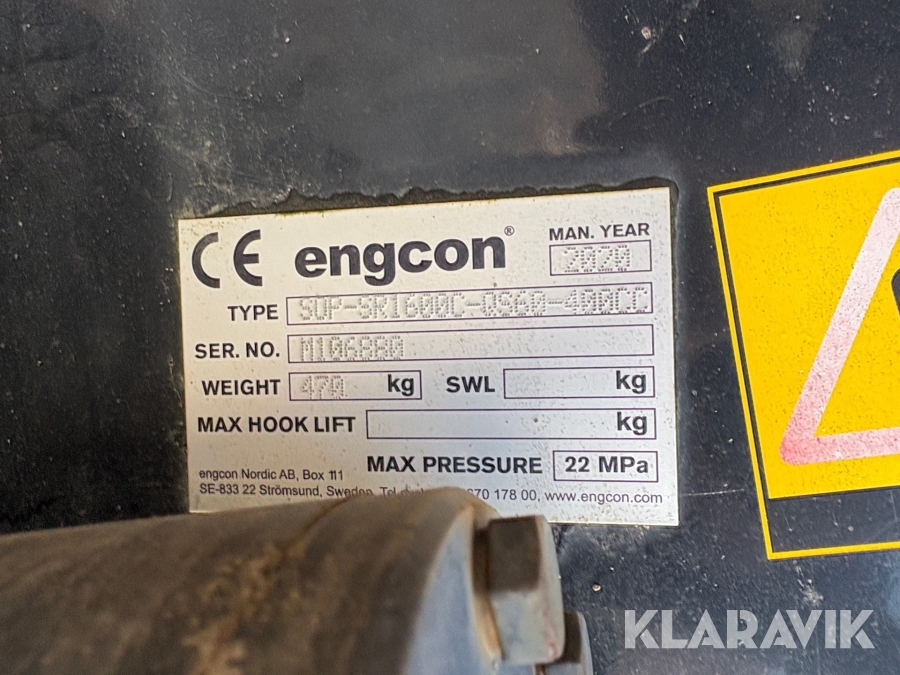 CE engcon®
MAN. YEAR
2020
TYPE SUP-SR1600C-QS60-400CC
SER. NO. M106880
WEIGHT 470 kg SWL kg
MAX HOOK LIFT kg
MAX PRESSURE 22 MPa
engcon Nordic AB, Box 111
SE-833 22 Strömsund, Sweden, Tel 670 178 00, www.engcon.com
KLARAVIK